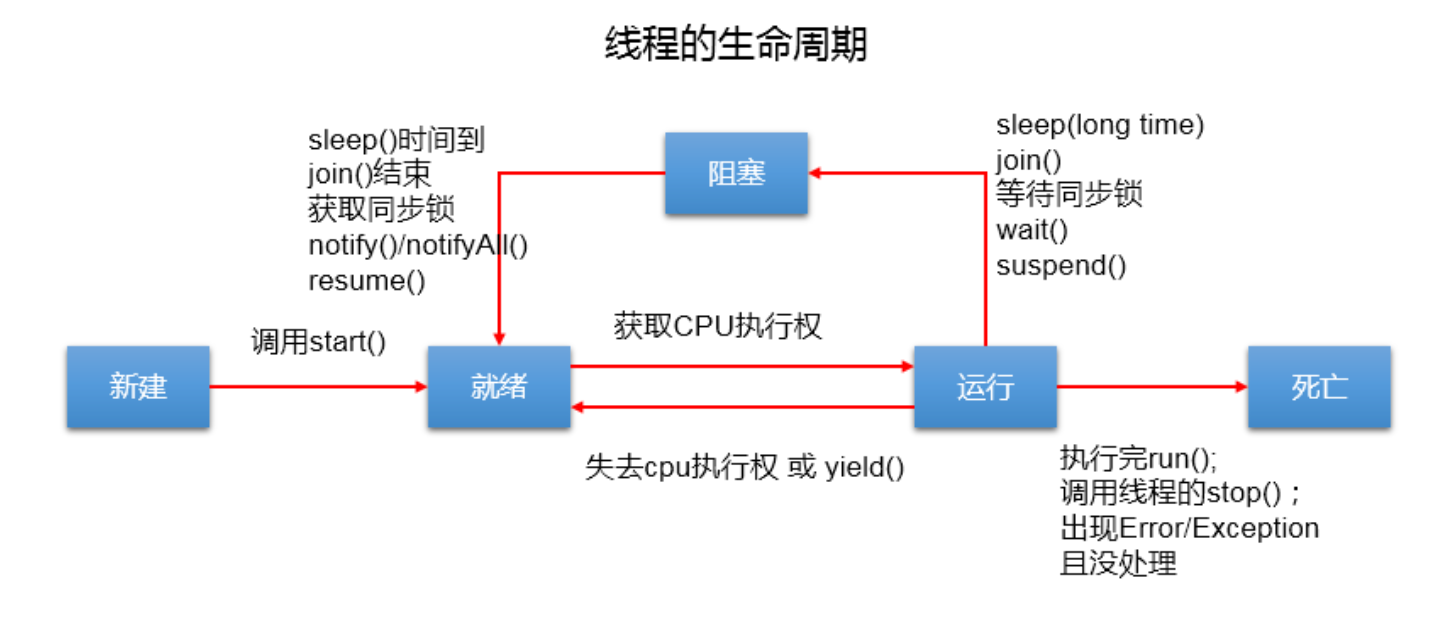 线程的生命周期
sleep()时间到
join()结束
获取同步锁
notify()/notifyAll()
resume()
阻塞
sleep(long time)
join()
等待同步锁
wait()
suspend()
调用start()
获取CPU执行权
新建
就绪
运行
死亡
失去cpu执行权 或 yield()
执行完run();
调用线程的stop() ;
出现Error/Exception
且没处理